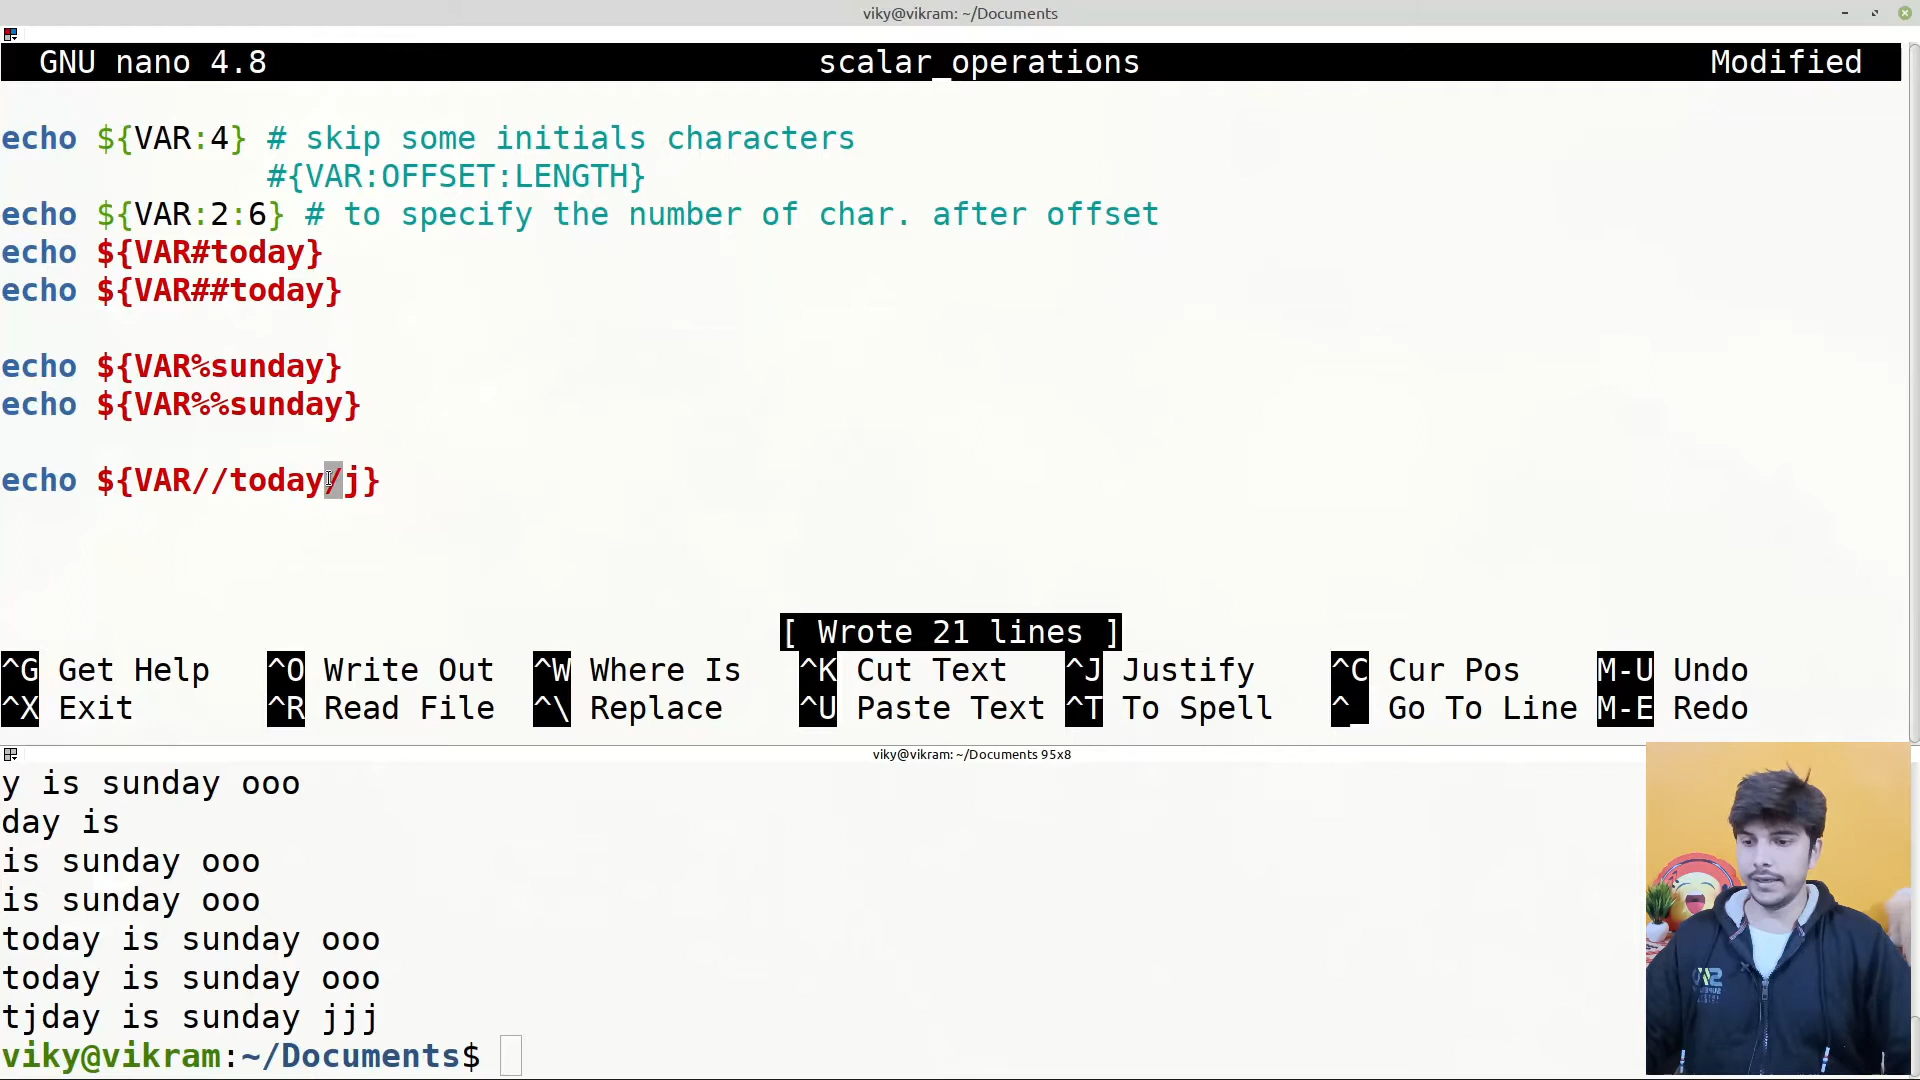 viky@vikram: ~/Documents
GNU nano 4.8 scalar_operations Modified
echo ${VAR:4} # skip some initials characters
#{VAR:OFFSET:LENGTH}
echo ${VAR:2:6} # to specify the number of char. after offset
echo ${VAR#today}
echo ${VAR##today}
echo ${VAR%sunday}
echo ${VAR%%sunday}
echo ${VAR//today/j}
[ Wrote 21 lines ]
^G Get Help ^O Write Out ^W Where Is ^K Cut Text ^J Justify ^C Cur Pos M-U Undo
^X Exit ^R Read File ^\ Replace ^U Paste Text ^T To Spell ^_ Go To Line M-E Redo
viky@vikram: ~/Documents 95x8
y is sunday ooo
day is
is sunday ooo
is sunday ooo
today is sunday ooo
today is sunday ooo
tjday is sunday jjj
viky@vikram:~/Documents$